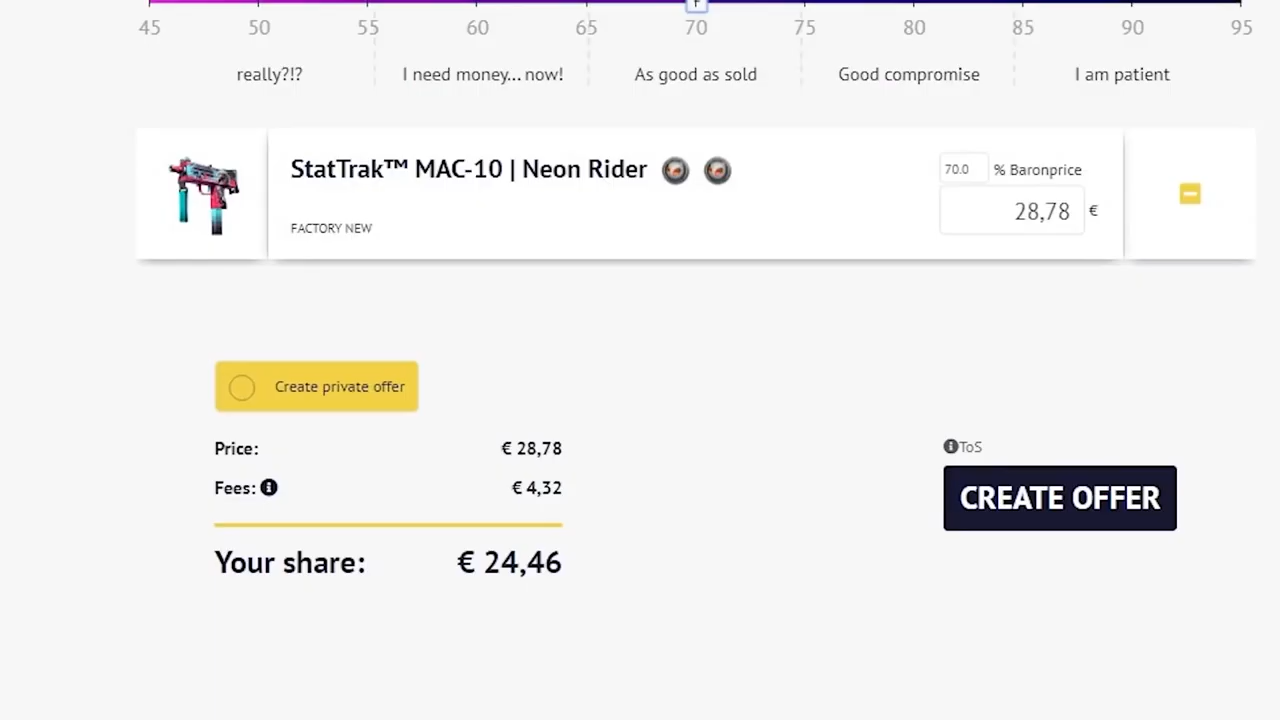 45 50 55 60 65 70 75 80 85 90 95
really?!? I need money... now! As good as sold Good compromise I am patient
StatTrak™ MAC-10 | Neon Rider
70.0 % Baronprice
28,78 €
FACTORY NEW
Create private offer
Price: € 28,78
ToS
Fees: € 4,32
CREATE OFFER
Your share: € 24,46